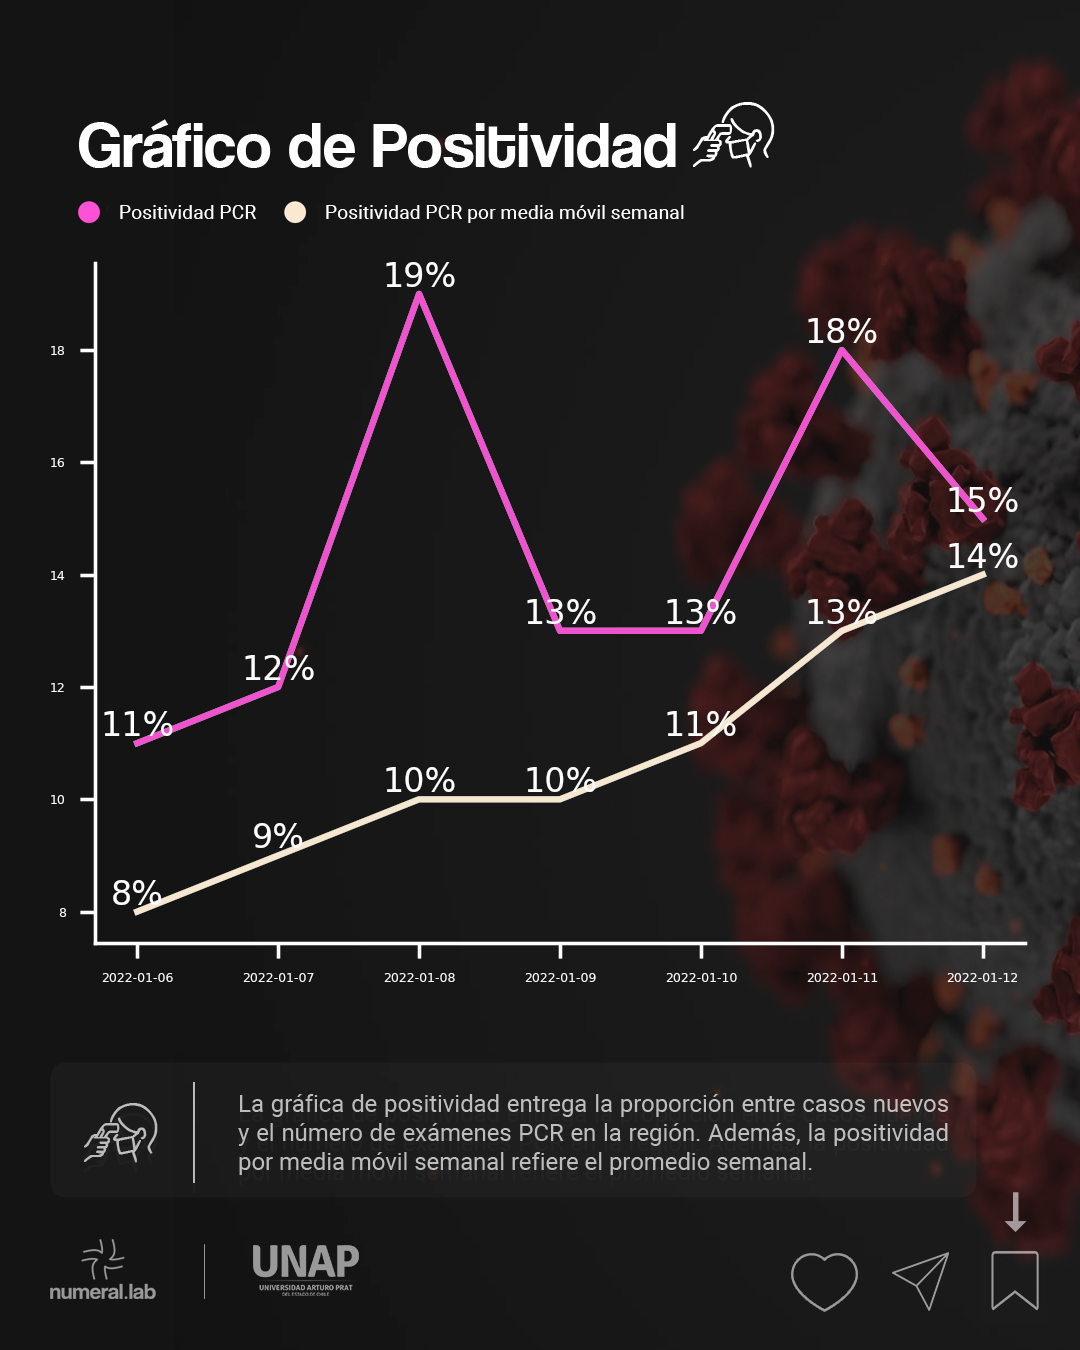 Gráfico de Positividad
Positividad PCR
Positividad PCR por media móvil semanal
19%
18%
18
16
15%
14%
14
13%
13%
13%
12%
12
11%
11%
10%
10%
10
9%
8%
8
2022-01-06
2022-01-07
2022-01-08
2022-01-09
2022-01-10
2022-01-11
2022-01-12
La gráfica de positividad entrega la proporción entre casos nuevos
y el número de exámenes PCR en la región. Además, la positividad
por media móvil semanal refiere el promedio semanal.
numeral.lab
UNAP
UNIVERSIDAD ARTURO PRAT
DEL ESTADO DE CHILE